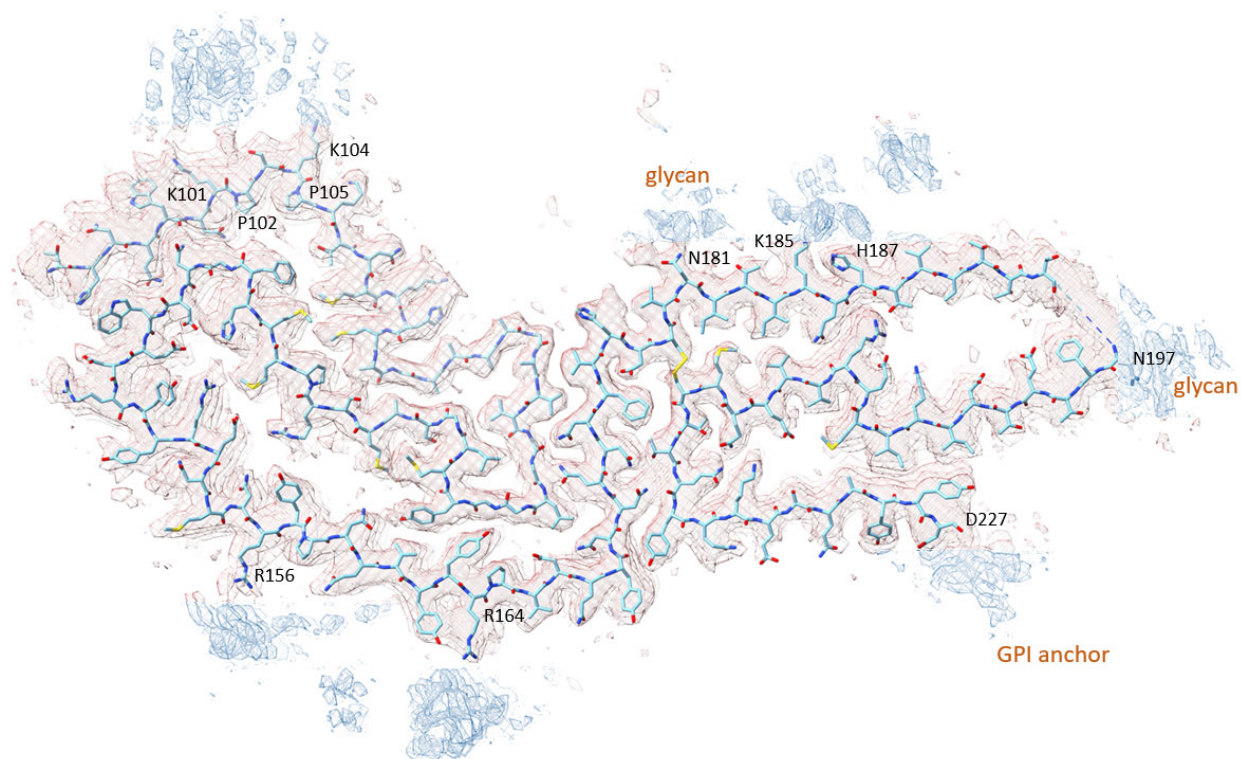 K104
K101
P105
P102
glycan
K185
N181
H187
N197
glycan
D227
R156
R164
GPI anchor